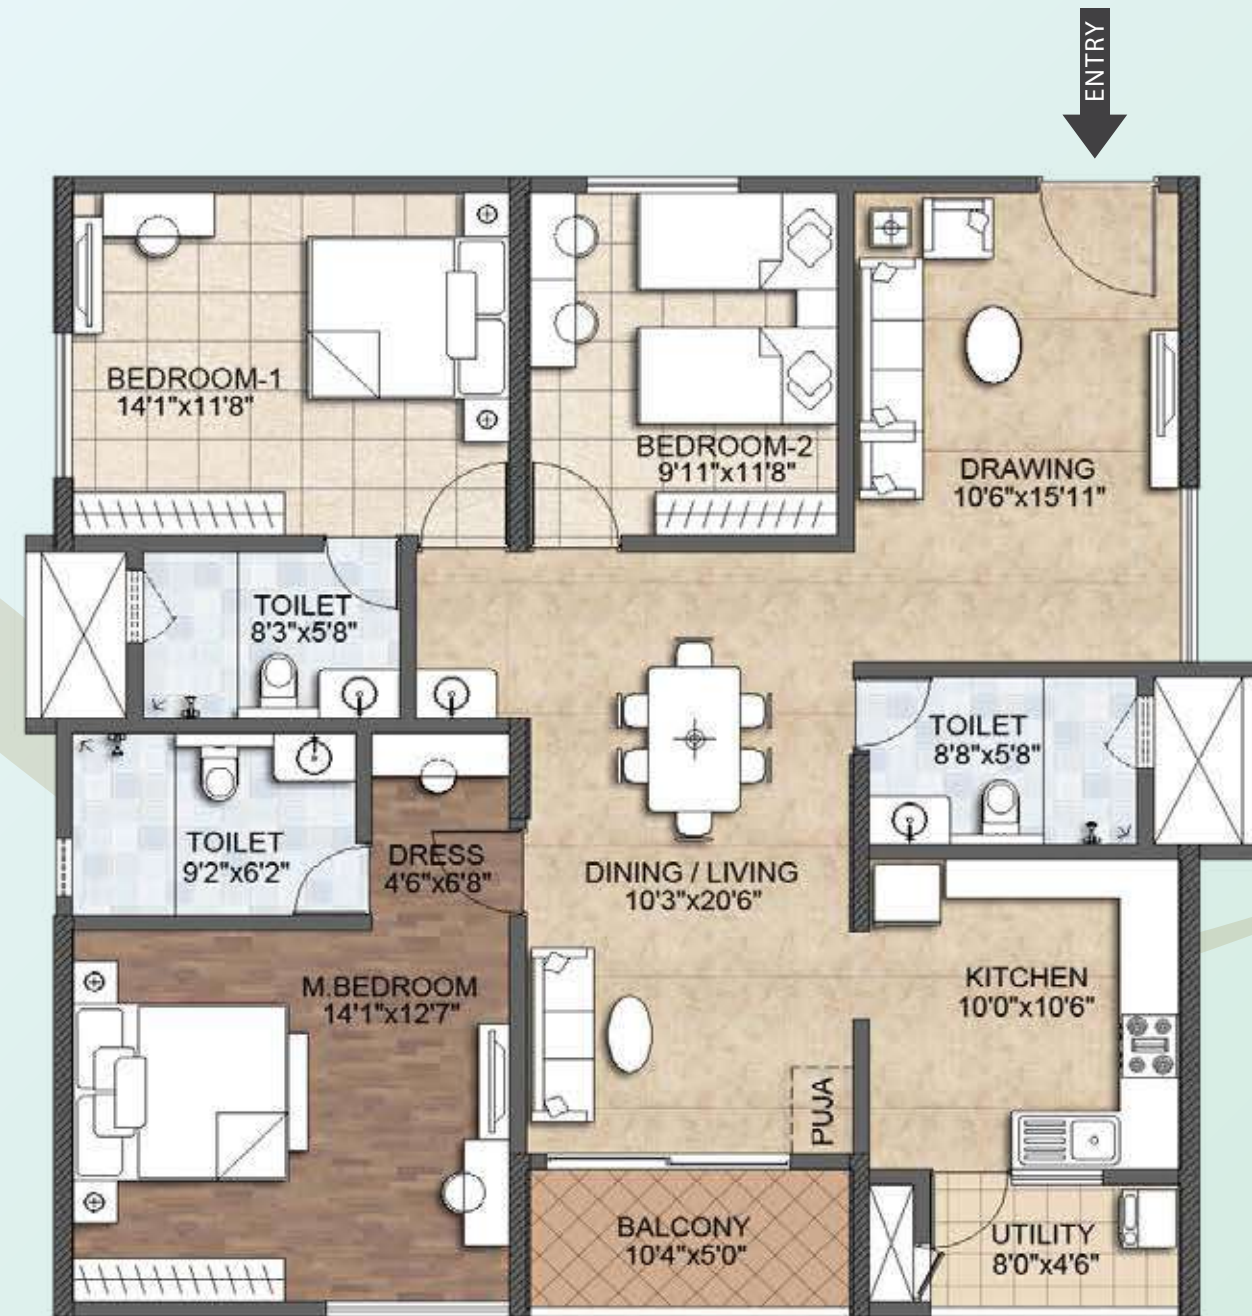 ENTRY
BEDROOM-1
14'1"x11'8"
BEDROOM-2
9'11"x11'8"
DRAWING
10'6"x15'11"
TOILET
8'3"x5'8"
TOILET
8'8"x5'8"
TOILET
9'2"x6'2"
DRESS
4'6"x6'8"
DINING / LIVING
10'3"x20'6"
M.BEDROOM
14'1"x12'7"
KITCHEN
10'0"x10'6"
PUJA
BALCONY
10'4"x5'0"
UTILITY
8'0"x4'6"